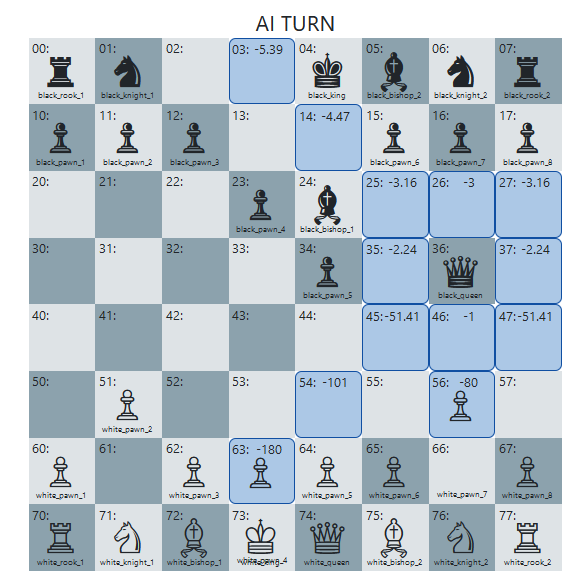 AI TURN
00: 01: 02: 03: -5.39 04: 05: 06: 07:
black_rook_1 black_knight_1 black_king black_bishop_2 black_knight_2 black_rook_2
10: 11: 12: 13: 14: -4.47 15: 16: 17:
black_pawn_1 black_pawn_2 black_pawn_3 black_pawn_6 black_pawn_7 black_pawn_8
20: 21: 22: 23: 24: 25: -3.16 26: -3 27: -3.16
black_pawn_4 black_bishop_1
30: 31: 32: 33: 34: 35: -2.24 36: 37: -2.24
black_pawn_5 black_queen
40: 41: 42: 43: 44: 45:-51.41 46: -1 47:-51.41
50: 51: 52: 53: 54: -101 55: 56: -80 57:
white_pawn_2
60: 61: 62: 63: -180 64: 65: 66: 67:
white_pawn_1 white_pawn_3 white_pawn_5 white_pawn_6 white_pawn_7 white_pawn_8
70: 71: 72: 73: 74: 75: 76: 77:
white_rook_1 white_knight_1 white_bishop_1 white_pawn_4 white_queen white_bishop_2 white_knight_2 white_rook_2